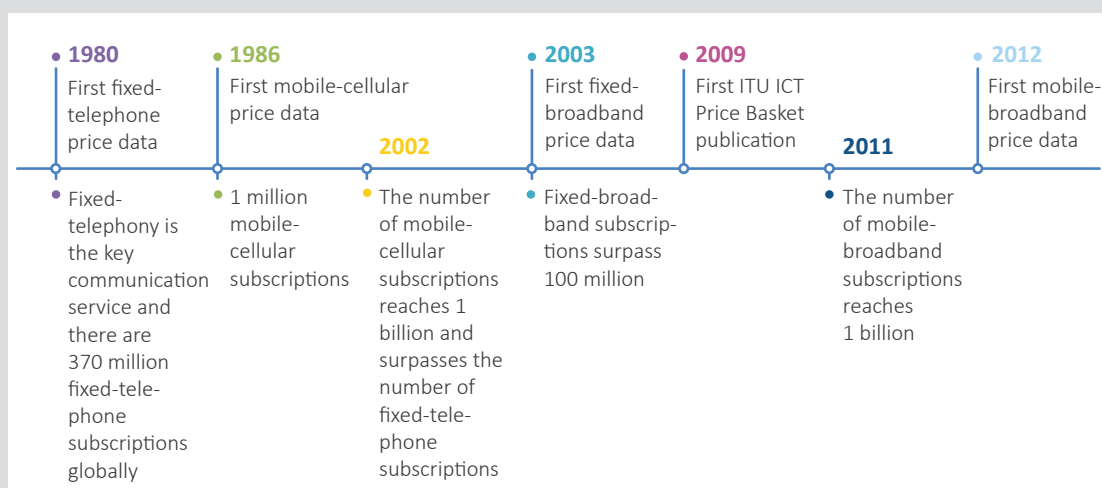 1980
First fixed-
telephone
price data
Fixed-
telephony is
the key
communication
service and
there are
370 million
fixed-tele-
phone
subscriptions
globally
1986
First mobile-cellular
price data
1 million
mobile-
cellular
subscriptions
2002
The number
of mobile-
cellular
subscriptions
reaches 1
billion and
surpasses the
number of
fixed-tele-
phone
subscriptions
2003
First fixed-
broadband
price data
Fixed-broad-
band subscrip-
tions surpass
100 million
2009
First ITU ICT
Price Basket
publication
2011
The number
of mobile-
broadband
subscriptions
reaches
1 billion
2012
First mobile-
broadband
price data